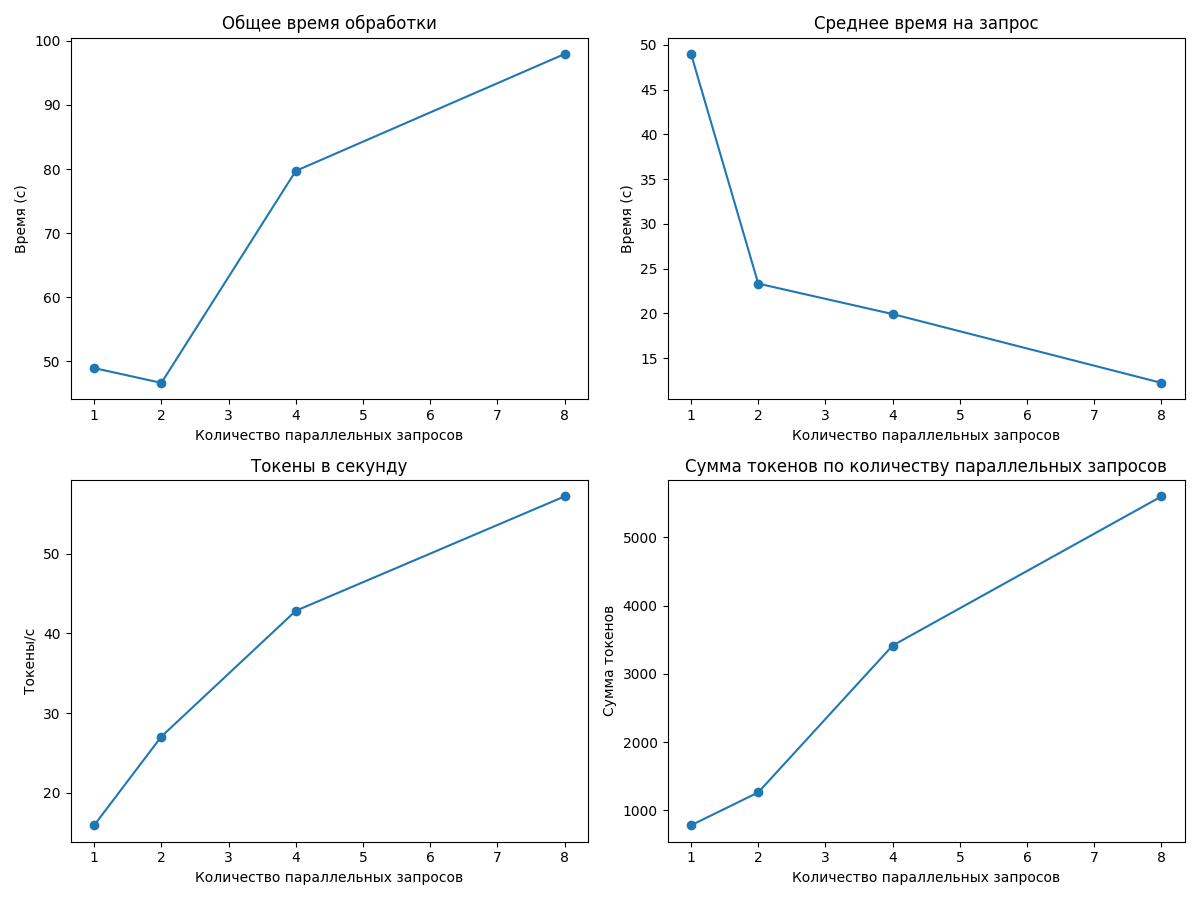 Общее время обработки
100
90
80
70
60
50
Время (с)
1 2 3 4 5 6 7 8
Количество параллельных запросов
Среднее время на запрос
50
45
40
35
30
25
20
15
Время (с)
1 2 3 4 5 6 7 8
Количество параллельных запросов
Токены в секунду
50
40
30
20
Токены/с
1 2 3 4 5 6 7 8
Количество параллельных запросов
Сумма токенов по количеству параллельных запросов
5000
4000
3000
2000
1000
Сумма токенов
1 2 3 4 5 6 7 8
Количество параллельных запросов